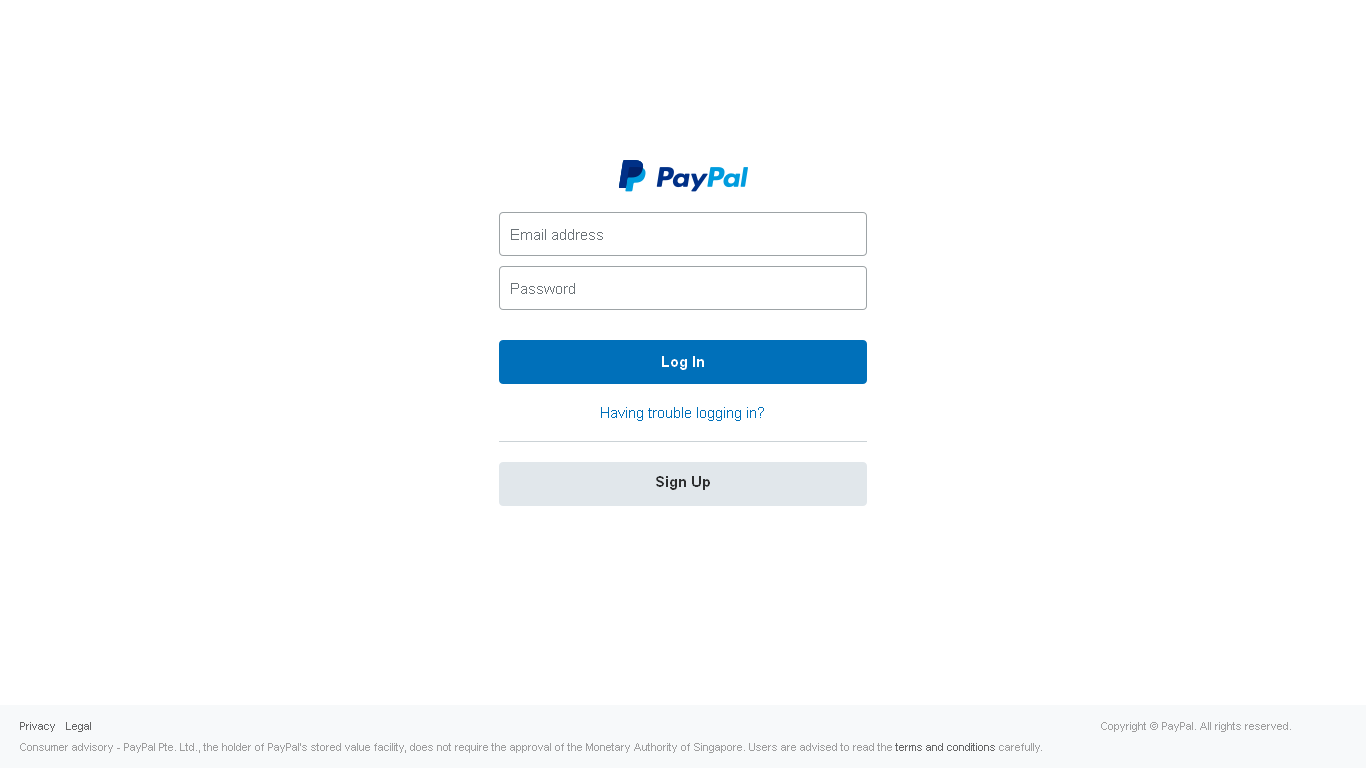 PayPal
Email address
Password
Log In
Having trouble logging in?
Sign Up
Privacy Legal
Copyright © PayPal. All rights reserved.
Consumer advisory - PayPal Pte. Ltd., the holder of PayPal's stored value facility, does not require the approval of the Monetary Authority of Singapore. Users are advised to read the terms and conditions carefully.